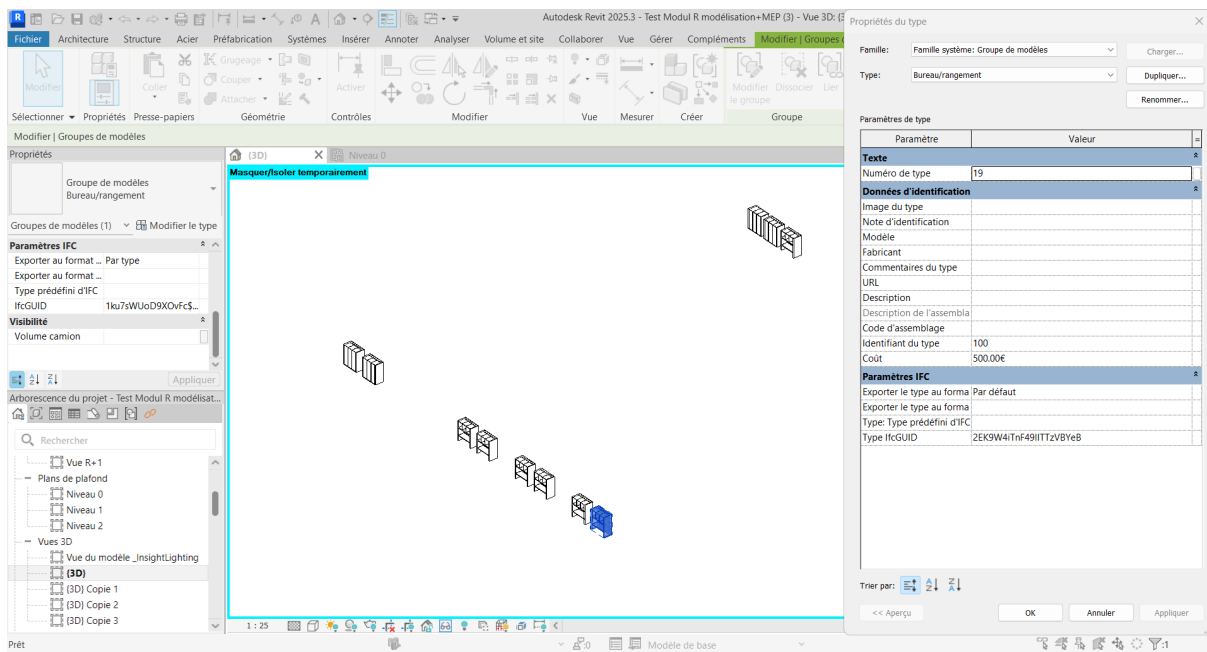 Autodesk Revit 2025.3 - Test Modul R modélisation+MEP (3) - Vue 3D: {3
Fichier Architecture Structure Acier Préfabrication Systèmes Insérer Annoter Analyser Volume et site Collaborer Vue Gérer Compléments Modifier | Groupes
Modifier
Coller
Grugeage
Couper
Attacher
Activer
Modifier le groupe
Dissocier
Lier
Sélectionner Propriétés Presse-papiers Géométrie Contrôles Modifier Vue Mesurer Créer Groupe
Modifier | Groupes de modèles
Propriétés
Groupe de modèles
Bureau/rangement
Groupes de modèles (1) Modifier le type
Paramètres IFC
Exporter au format ... Par type
Exporter au format ...
Type prédéfini d'IFC
IfcGUID 1ku7sWUoD9XOvFc$...
Visibilité
Volume camion
Appliquer
Arborescence du projet - Test Modul R modélisat...
Rechercher
Vue R+1
Plans de plafond
Niveau 0
Niveau 1
Niveau 2
Vues 3D
Vue du modèle _InsightLighting
{3D}
{3D} Copie 1
{3D} Copie 2
{3D} Copie 3
Prêt
{3D} X Niveau 0
Masquer/Isoler temporairement
1 : 25
:0 Modèle de base
:1
Propriétés du type
Famille: Famille système: Groupe de modèles Charger...
Type: Bureau/rangement Dupliquer...
Renommer...
Paramètres de type
Paramètre Valeur =
Texte
Numéro de type 19
Données d'identification
Image du type
Note d'identification
Modèle
Fabricant
Commentaires du type
URL
Description
Description de l'assembla
Code d'assemblage
Identifiant du type 100
Coût 500.00€
Paramètres IFC
Exporter le type au forma Par défaut
Exporter le type au forma
Type: Type prédéfini d'IFC
Type IfcGUID 2EK9W4iTnF49IITTzVBYeB
Trier par:
<< Aperçu OK Annuler Appliquer